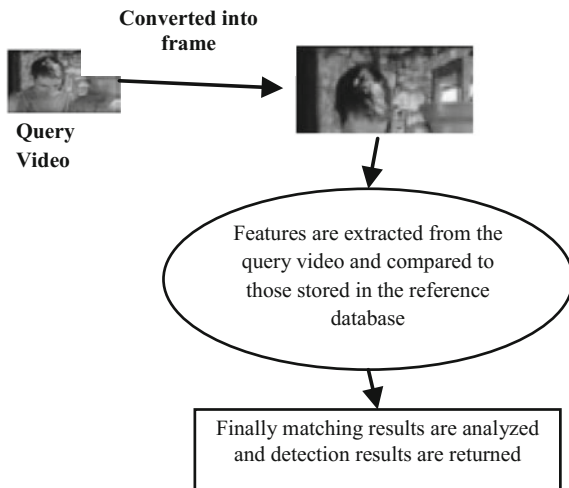 Converted into
frame
Query
Video
Features are extracted from the
query video and compared to
those stored in the reference
database
Finally matching results are analyzed
and detection results are returned